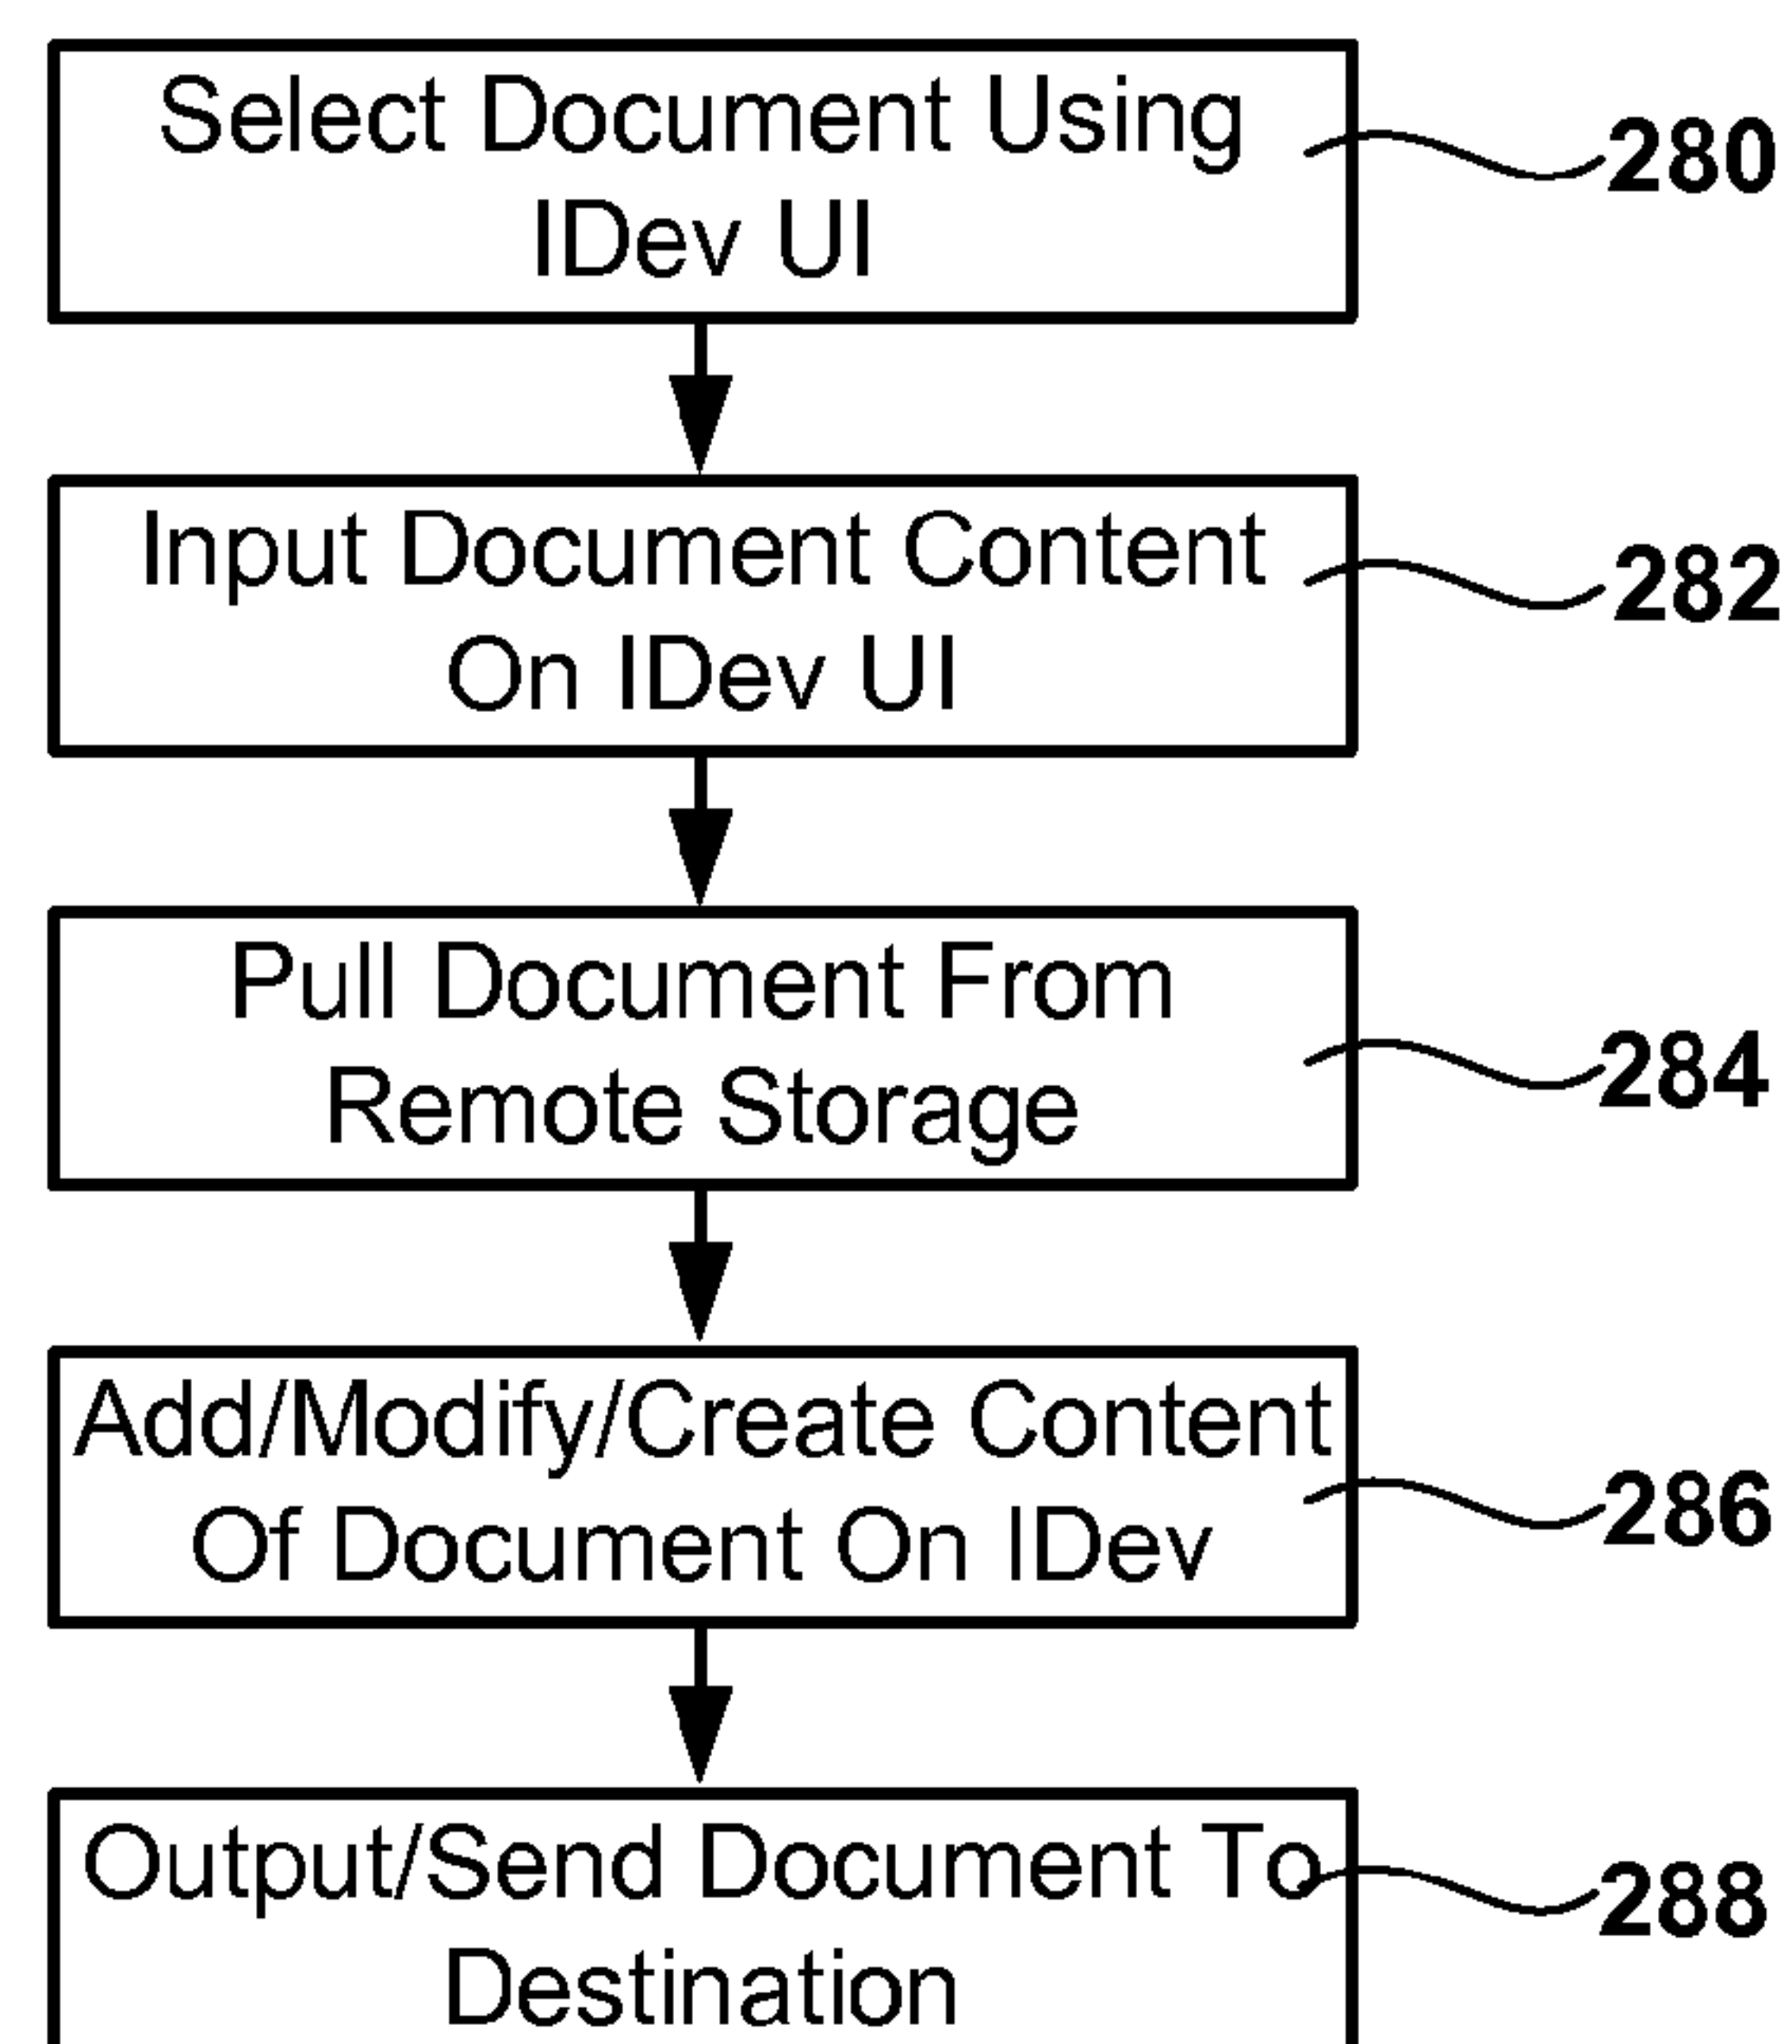 Select Document Using
IDev UI
280
Input Document Content
On IDev UI
282
Pull Document From
Remote Storage
284
Add/Modify/Create Content
Of Document On IDev
286
Output/Send Document To
Destination
288